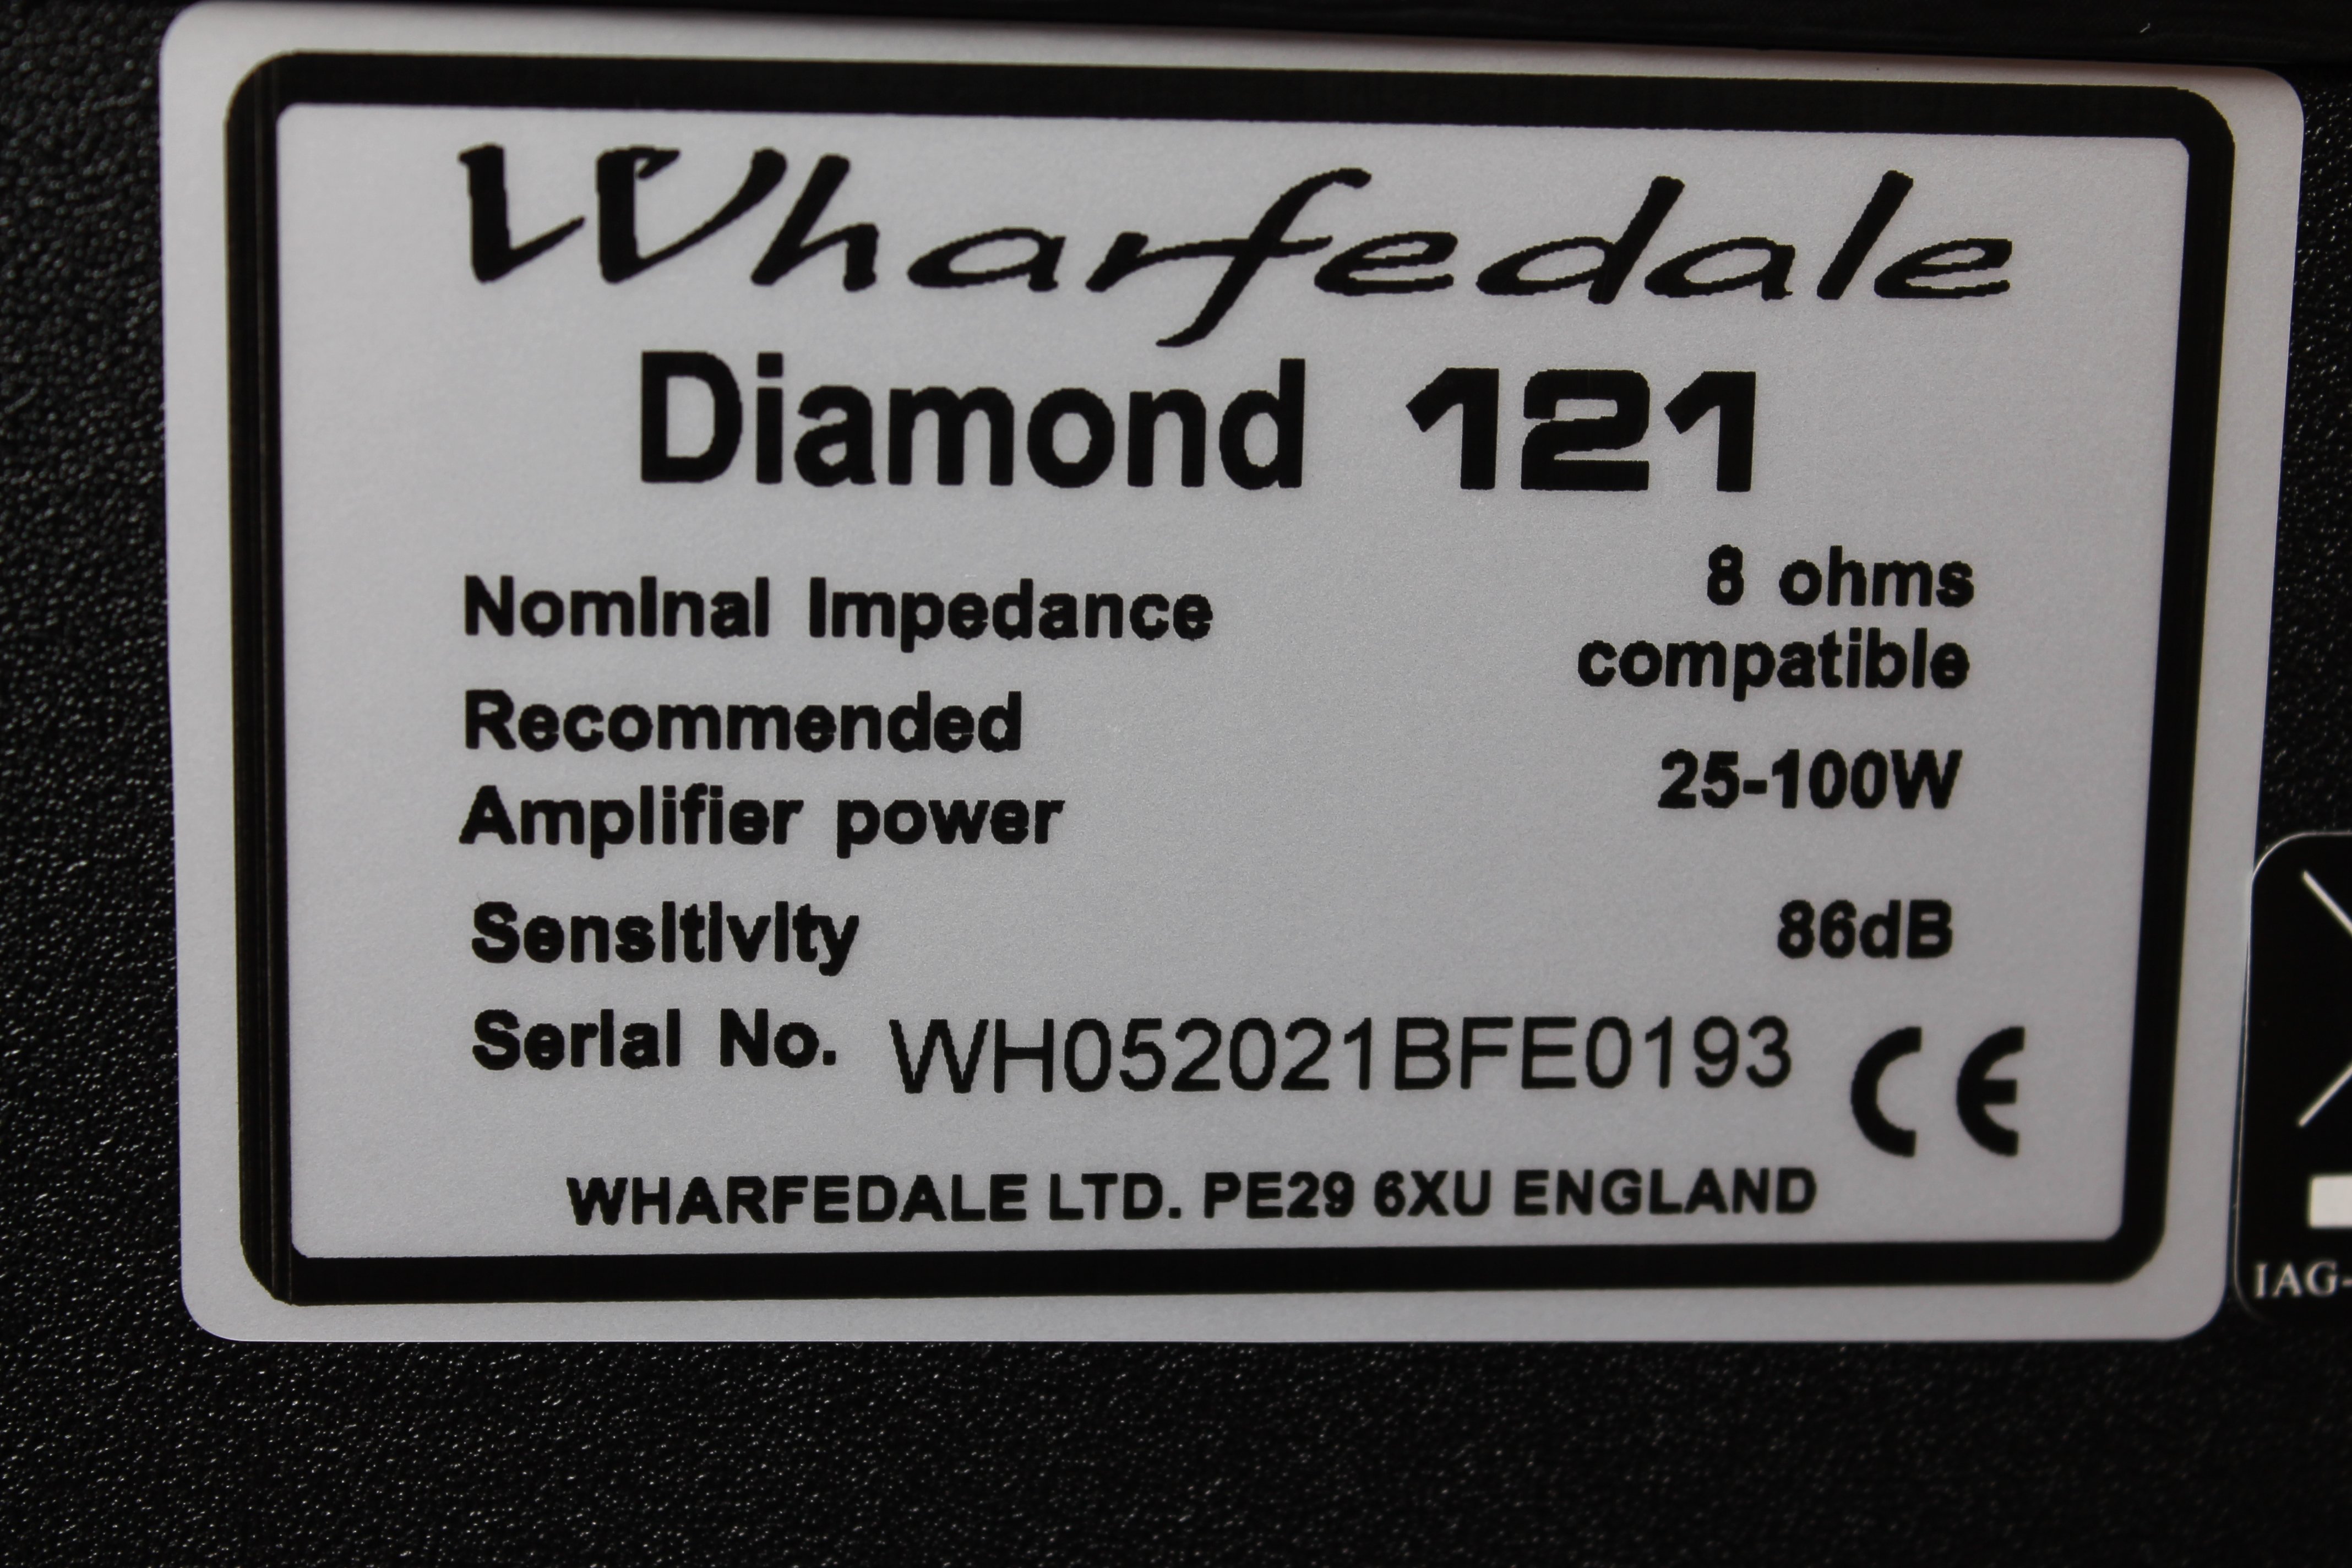 Wharfedale
Diamond 121
Nominal Impedance 8 ohms
compatible
Recommended
Amplifier power 25-100W
Sensitivity 86dB
Serial No. WH052021BFE0193 CE
WHARFEDALE LTD. PE29 6XU ENGLAND
IAG-